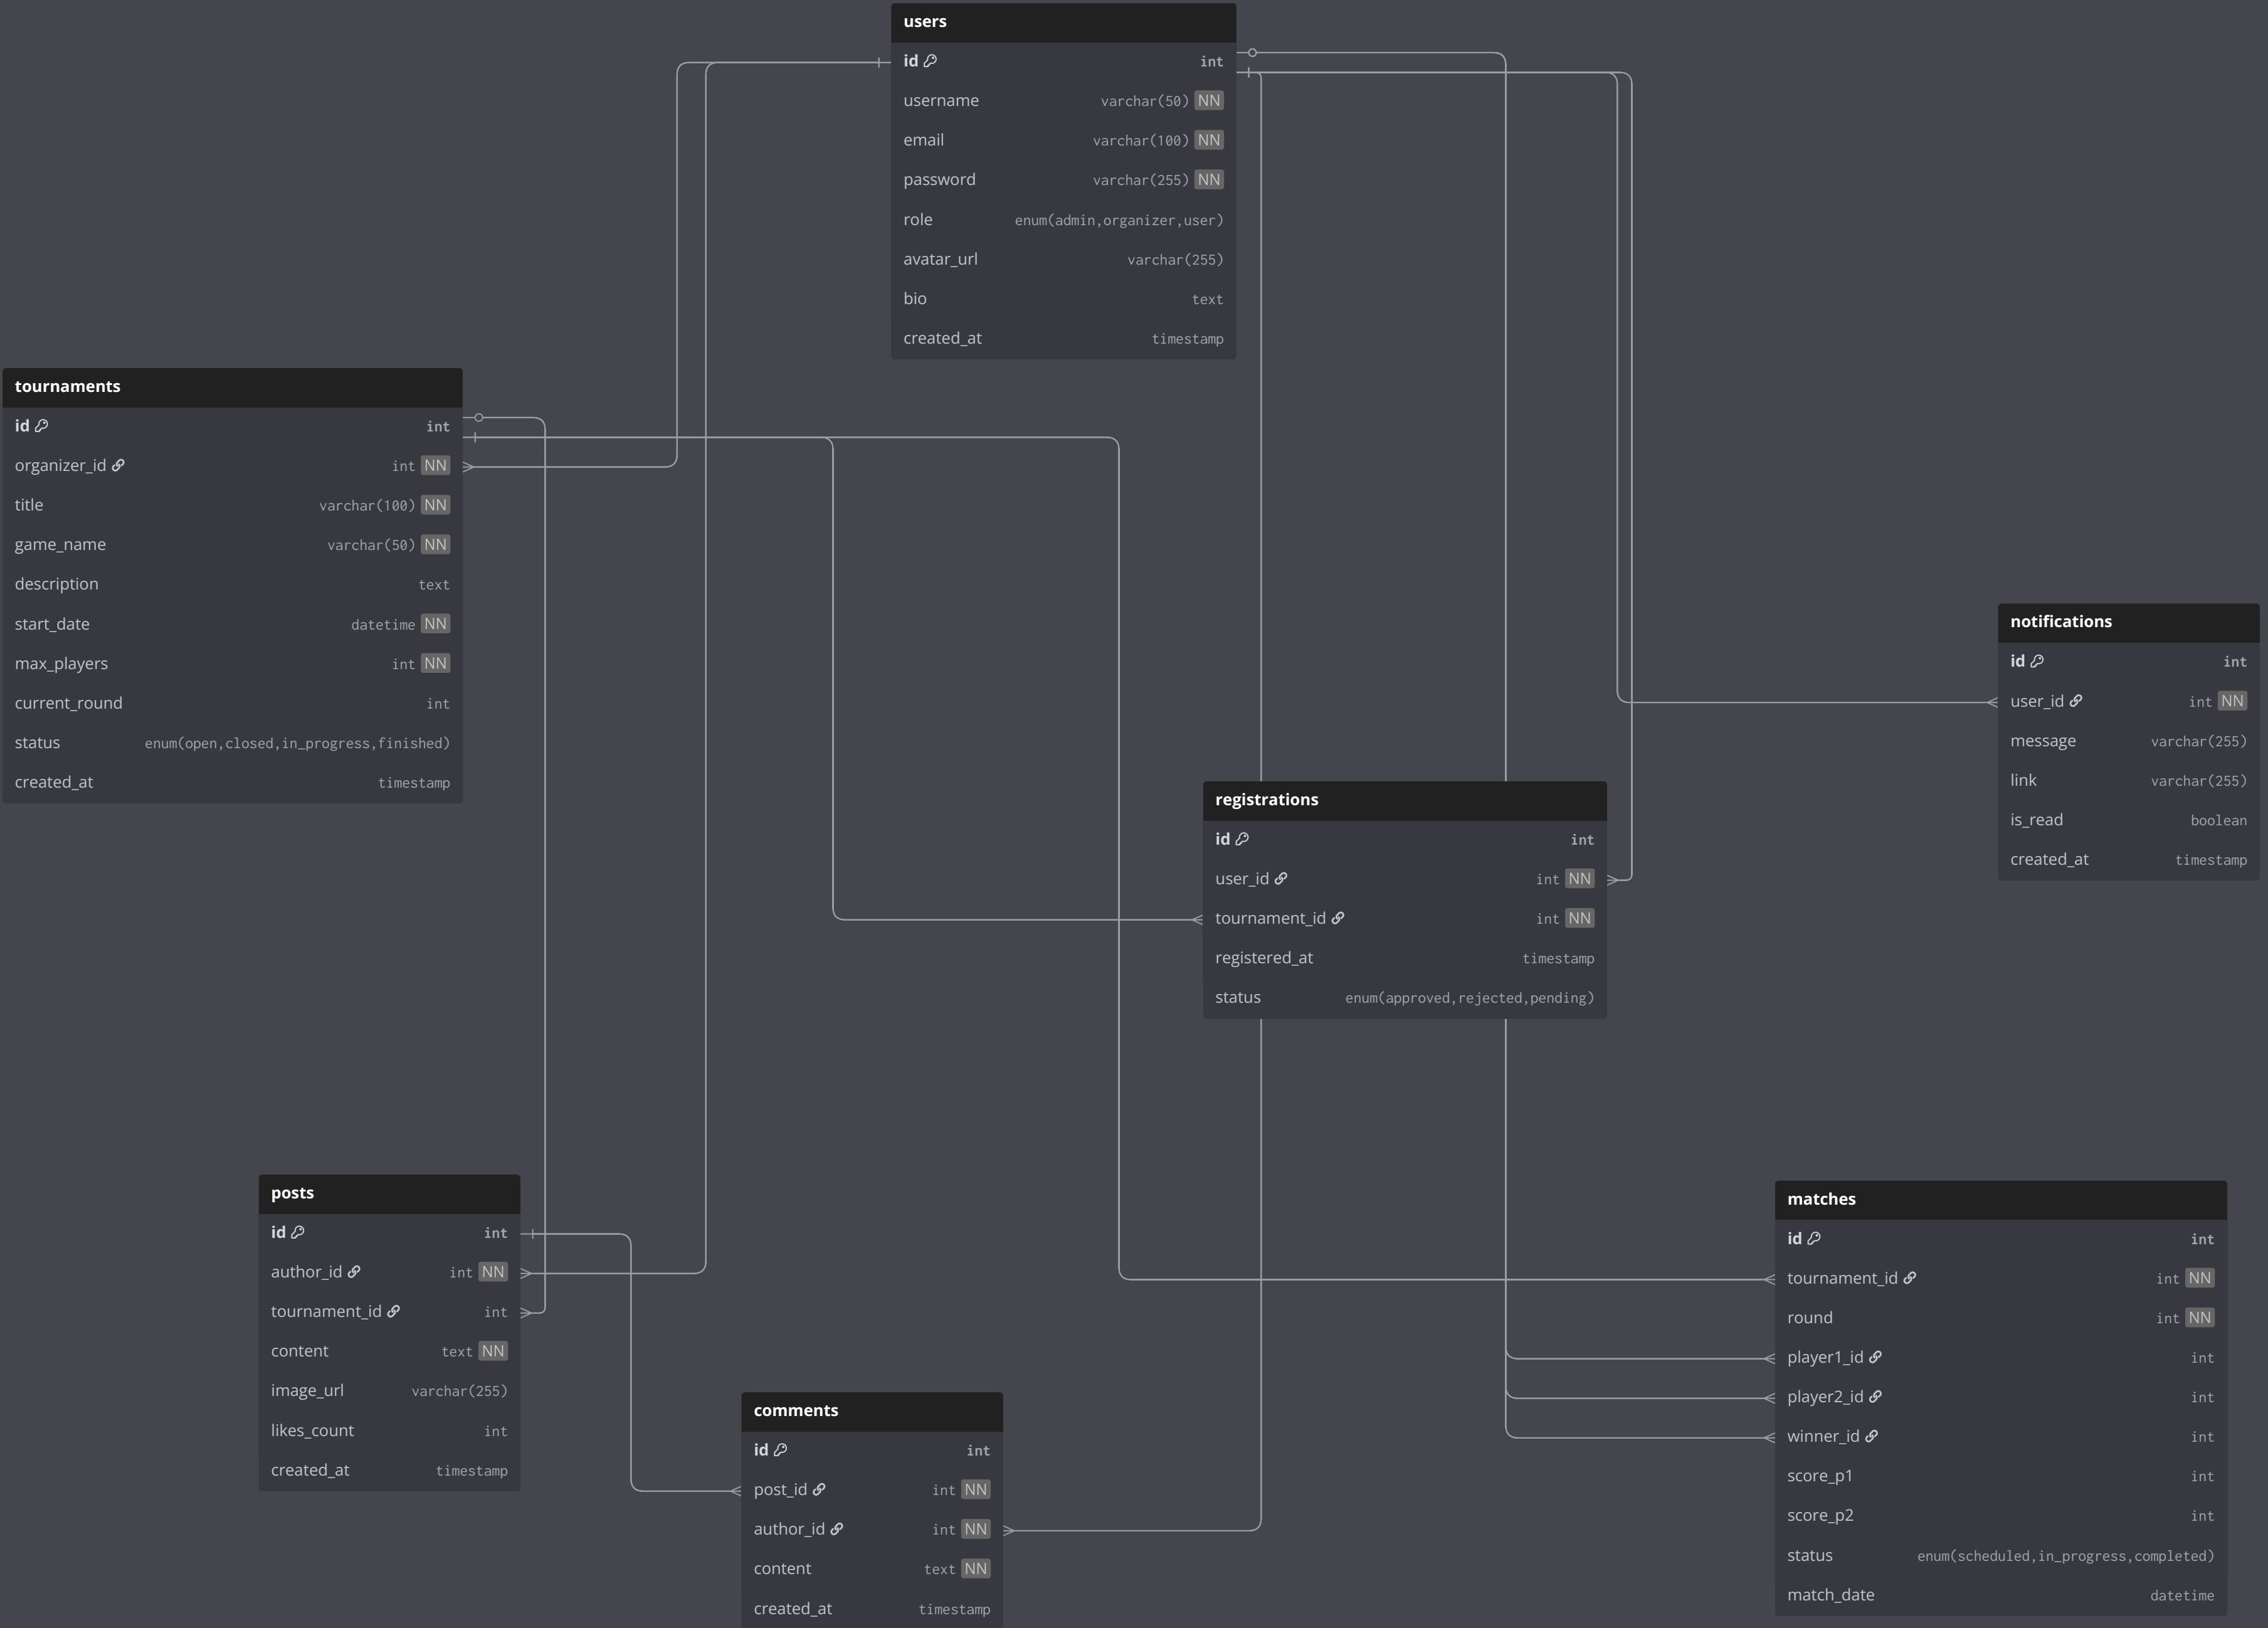 users
id int
username varchar(50) NN
email varchar(100) NN
password varchar(255) NN
role enum(admin,organizer,user)
avatar_url varchar(255)
bio text
created_at timestamp
tournaments
id int
organizer_id int NN
title varchar(100) NN
game_name varchar(50) NN
description text
start_date datetime NN
max_players int NN
current_round int
status enum(open,closed,in_progress,finished)
created_at timestamp
notifications
id int
user_id int NN
message varchar(255)
link varchar(255)
is_read boolean
created_at timestamp
registrations
id int
user_id int NN
tournament_id int NN
registered_at timestamp
status enum(approved,rejected,pending)
posts
id int
author_id int NN
tournament_id int
content text NN
image_url varchar(255)
likes_count int
created_at timestamp
matches
id int
tournament_id int NN
round int NN
player1_id int
player2_id int
winner_id int
score_p1 int
score_p2 int
status enum(scheduled,in_progress,completed)
match_date datetime
comments
id int
post_id int NN
author_id int NN
content text NN
created_at timestamp